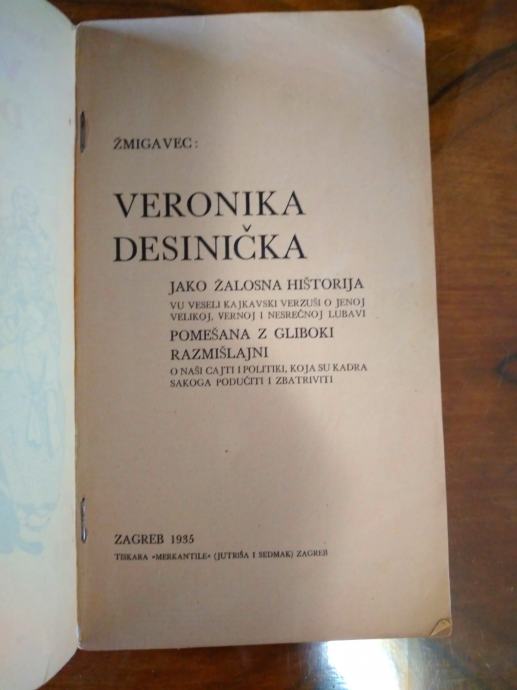 ŽMIGAVEC:
VERONIKA
DESINIČKA
JAKO ŽALOSNA HIŠTORIJA
VU VESELI KAJKAVSKI VERZUŠI O JENOJ
VELIKOJ, VERNOJ I NESREČNOJ LUBAVI
POMEŠANA Z GLIBOKI
RAZMIŠLAJNI
O NAŠI CAJTI I POLITIKI, KOJA SU KADRA
SAKOGA PODUČITI I ZBATRIVITI
ZAGREB 1935
TISKARA »MERKANTILE« (JUTRIŠA I SEDMAK) ZAGREB